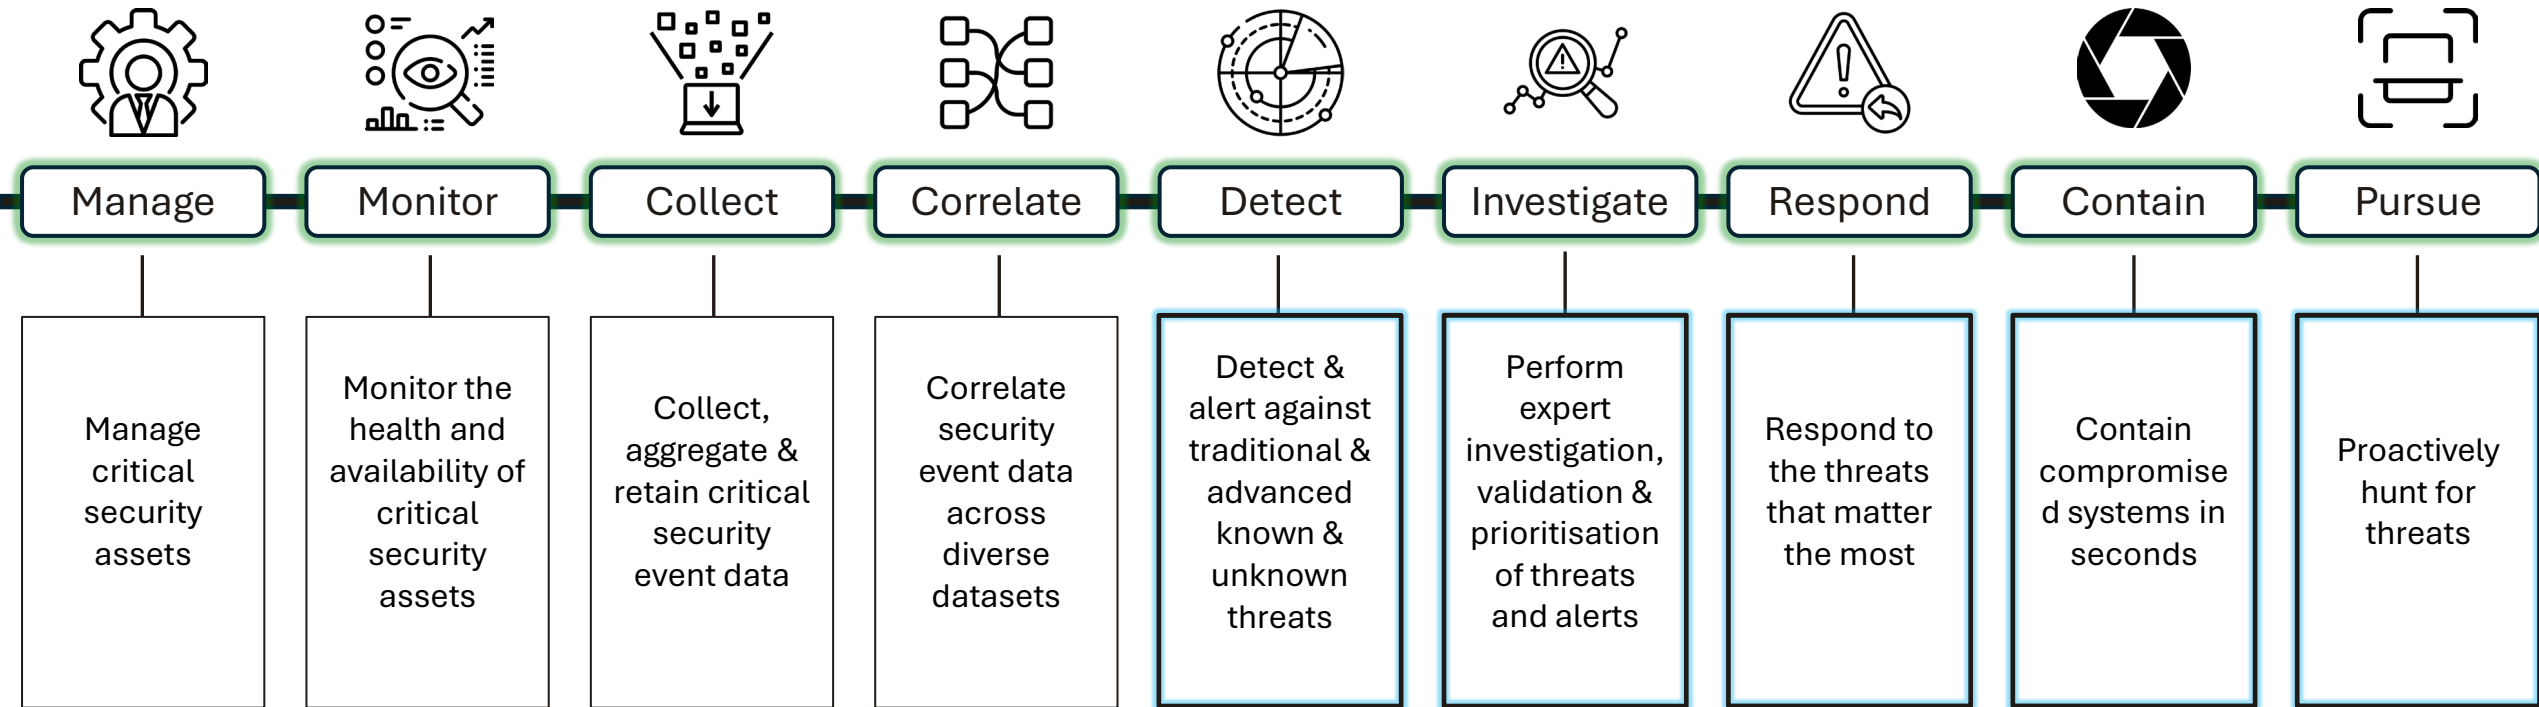 Manage
Monitor
Collect
Correlate
Detect
Investigate
Respond
Contain
Pursue
Manage
critical
security
assets
Monitor the
health and
availability of
critical
security
assets
Collect,
aggregate &
retain critical
security
event data
Correlate
security
event data
across
diverse
datasets
Detect &
alert against
traditional &
advanced
known &
unknown
threats
Perform
expert
investigation,
validation &
prioritisation
of threats
and alerts
Respond to
the threats
that matter
the most
Contain
compromise
d systems in
seconds
Proactively
hunt for
threats